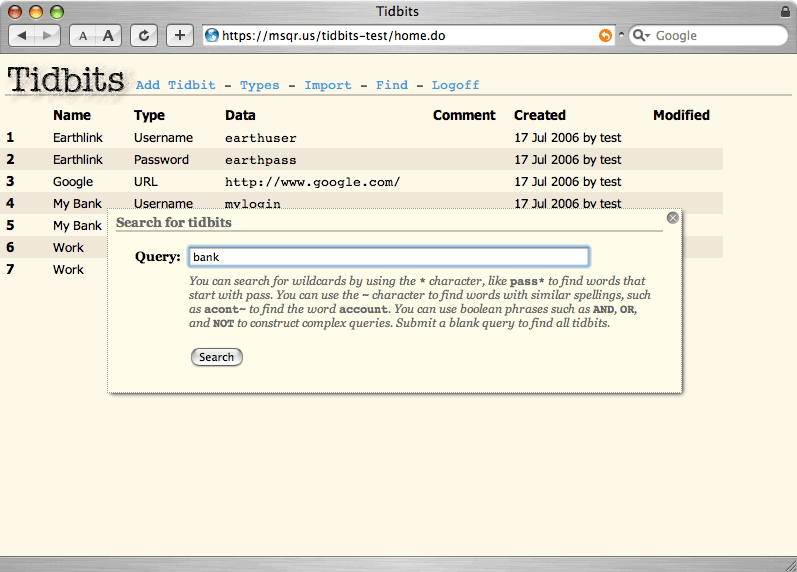 Tidbits
A A
https://msqr.us/tidbits-test/home.do
Google
Tidbits Add Tidbit - Types - Import - Find - Logoff
Name Type Data Comment Created Modified
1 Earthlink Username earthuser 17 Jul 2006 by test
2 Earthlink Password earthpass 17 Jul 2006 by test
3 Google URL http://www.google.com/ 17 Jul 2006 by test
4 My Bank Username mylogin 17 Jul 2006 by test
5 My Bank
6 Work
7 Work
Search for tidbits
Query: bank
You can search for wildcards by using the * character, like pass* to find words that
start with pass. You can use the ~ character to find words with similar spellings, such
as acont~ to find the word account. You can use boolean phrases such as AND, OR,
and NOT to construct complex queries. Submit a blank query to find all tidbits.
Search